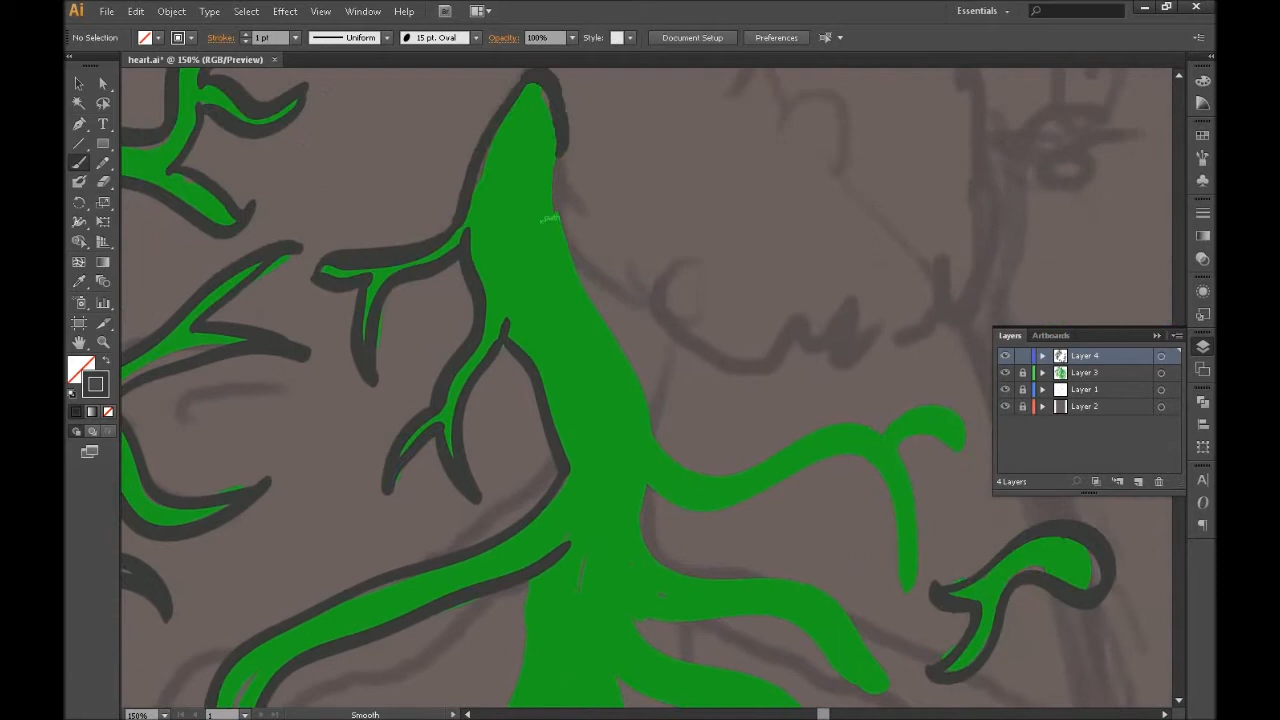 Ai File Edit Object Type Select Effect View Window Help Br Essentials
No Selection Stroke: 1 pt Uniform 15 pt. Oval Opacity: 100% Style: Document Setup Preferences
heart.ai* @ 150% (RGB/Preview) ×
T
Layers Artboards
Layer 4
Layer 3
Layer 1
Layer 2
4 Layers
150% 1 Smooth